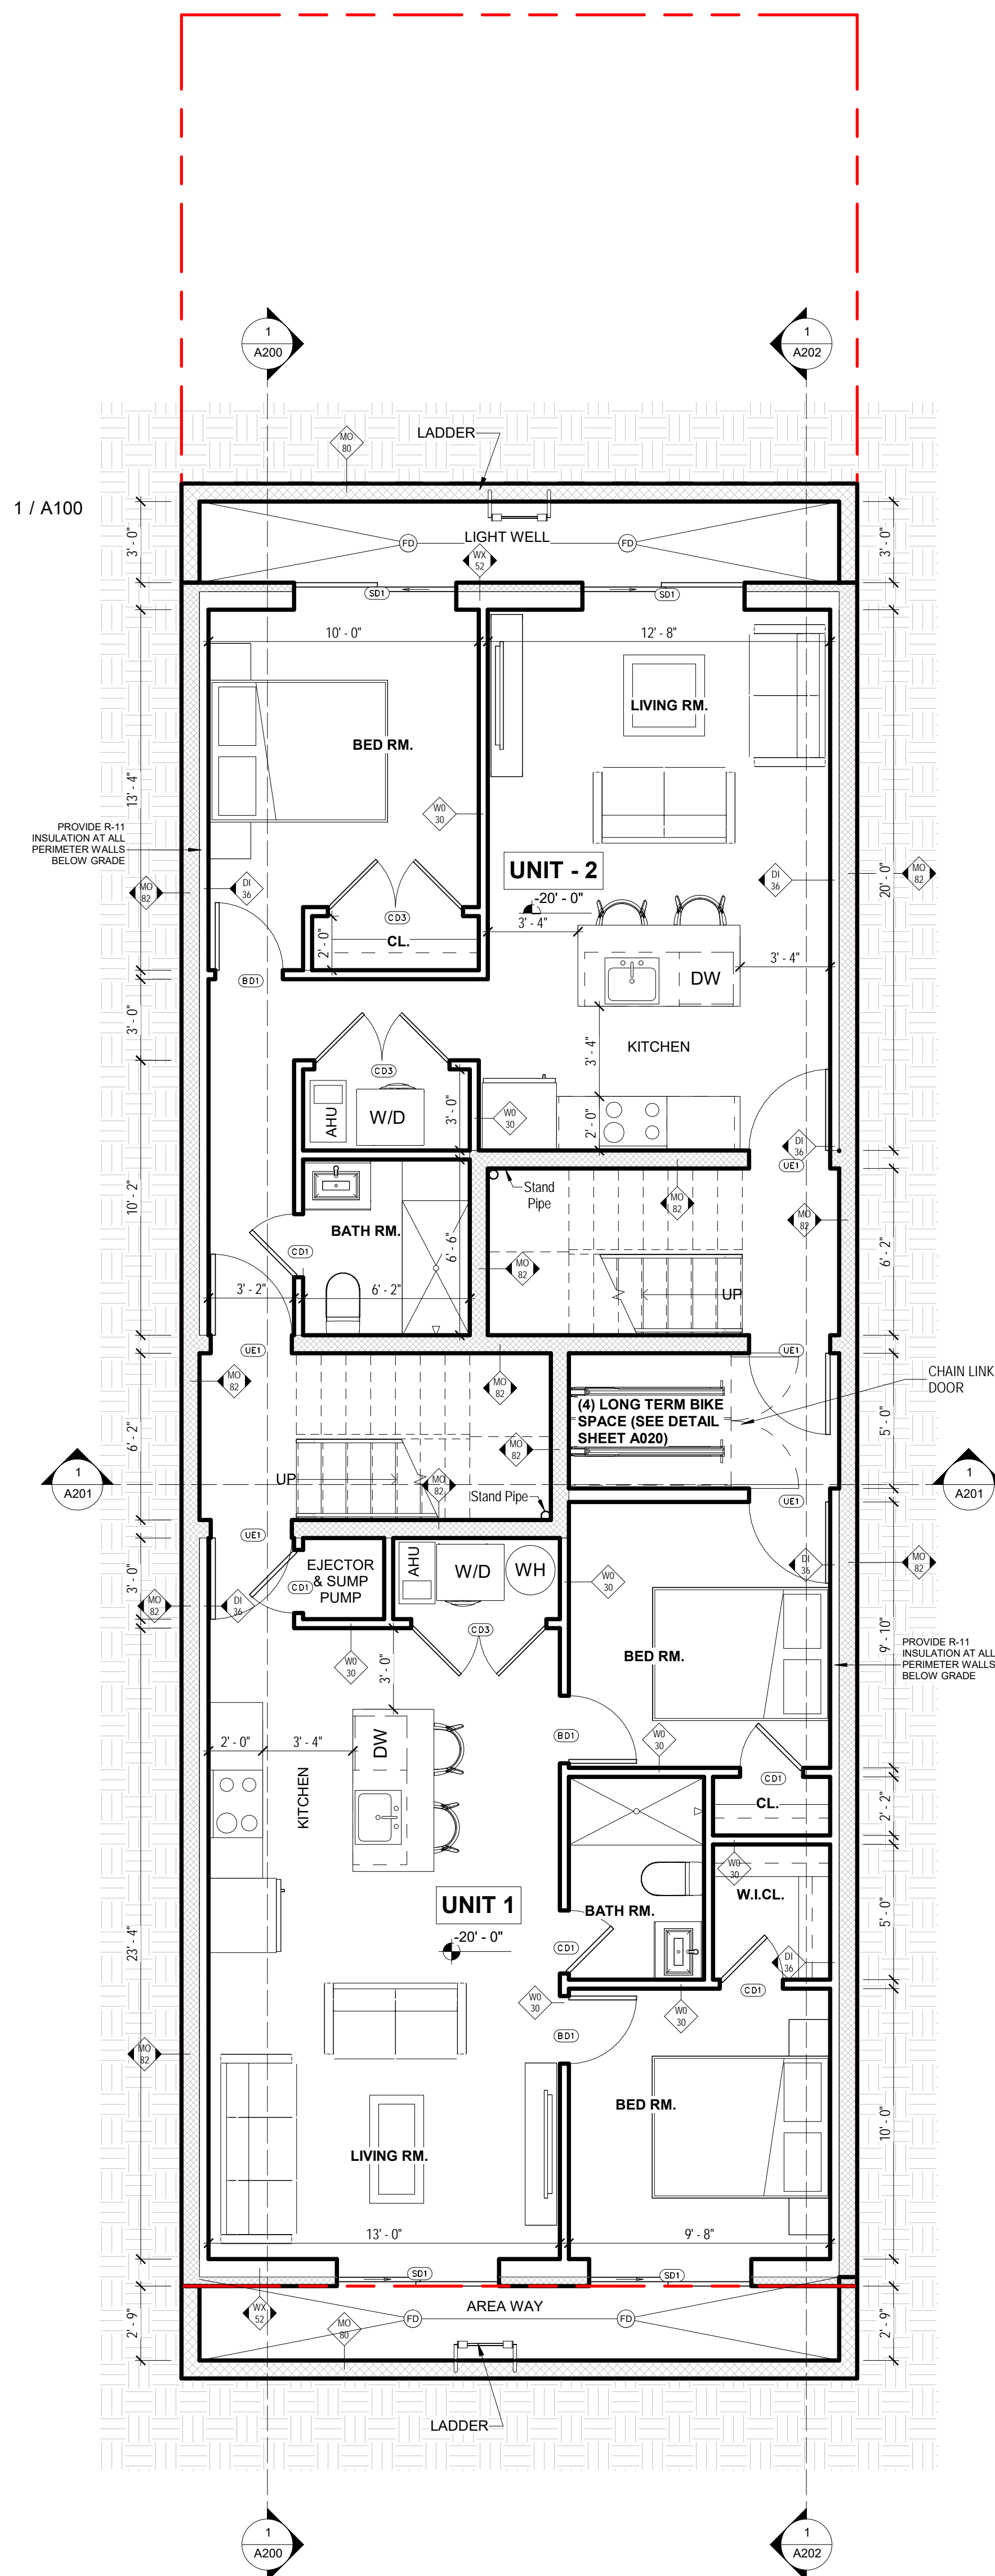 1
A200
1
A202
MO
80
LADDER
1 / A100
3' - 0"
LIGHT WELL
3' - 0"
FD
FD
WX
52
SD1
SD1
10' - 0"
12' - 8"
LIVING RM.
BED RM.
13' - 4"
W0
30
PROVIDE R-11
INSULATION AT ALL
PERIMETER WALLS
BELOW GRADE
UNIT - 2
-20' - 0"
3' - 4"
MO
82
DI
36
DI
36
MO
82
20' - 0"
CD3
CL.
2' - 0"
3' - 4"
DW
BD1
3' - 0"
KITCHEN
3' - 4"
CD3
AHU
W/D
3' - 0"
W0
30
2' - 0"
DI
36
UE1
Stand
Pipe
MO
82
MO
82
10' - 2"
BATH RM.
CD1
6' - 6"
6' - 2"
MO
82
3' - 2"
6' - 2"
UP
UE1
UE1
MO
82
MO
82
CHAIN LINK
DOOR
(4) LONG TERM BIKE
SPACE (SEE DETAIL
SHEET A020)
6' - 2"
5' - 0"
MO
82
1
A201
UP
MO
82
Stand Pipe
1
A201
UE1
UE1
3' - 0"
EJECTOR
& SUMP
PUMP
CD1
AHU
W/D
WH
W0
30
DI
36
MO
82
MO
82
DI
36
CD3
W0
30
3' - 0"
BED RM.
9' - 10"
PROVIDE R-11
INSULATION AT ALL
PERIMETER WALLS
BELOW GRADE
2' - 0"
3' - 4"
DW
BD1
W0
30
KITCHEN
CD1
CL.
2' - 2"
W0
30
UNIT 1
-20' - 0"
W.I.CL.
BATH RM.
5' - 0"
23' - 4"
CD1
DI
36
W0
30
W0
30
CD1
BD1
MO
82
BED RM.
10' - 0"
LIVING RM.
13' - 0"
9' - 8"
SD1
SD1
AREA WAY
2' - 9"
WX
52
MO
80
FD
FD
2' - 9"
LADDER
1
A200
1
A202